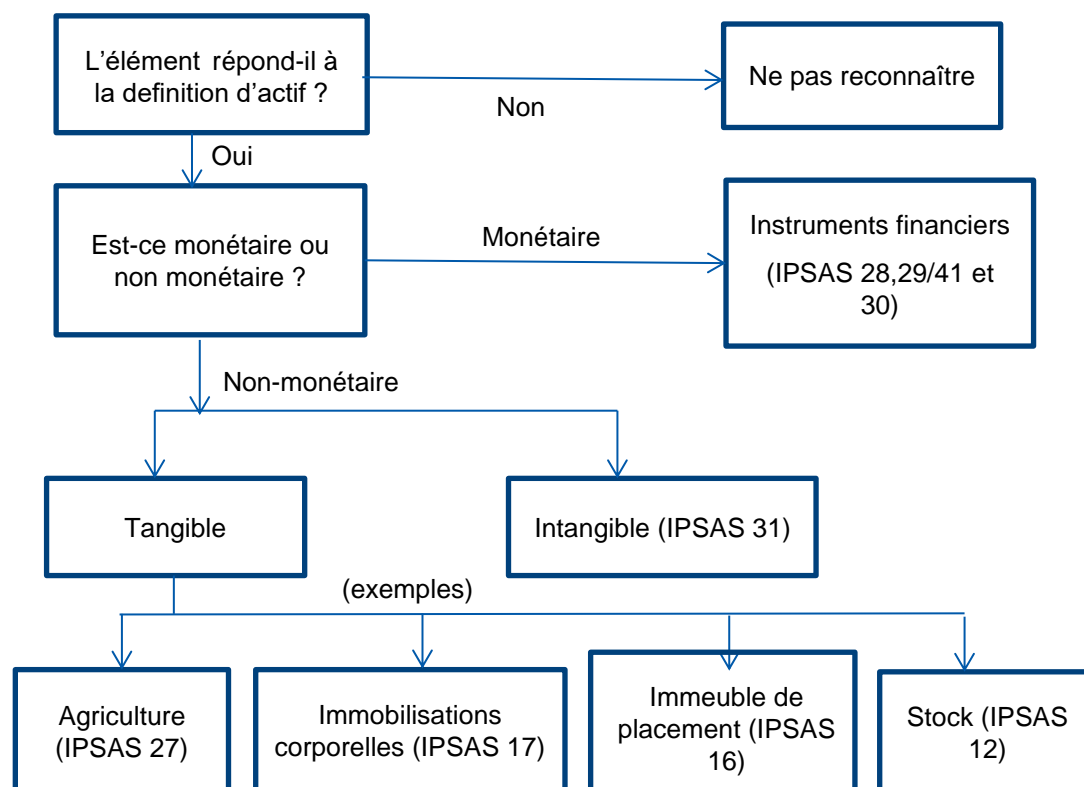 L’élément répond-il à
la definition d’actif ?
Ne pas reconnaître
Non
Oui
Est-ce monétaire ou
non monétaire ?
Monétaire
Instruments financiers
(IPSAS 28,29/41 et
30)
Non-monétaire
Tangible
Intangible (IPSAS 31)
(exemples)
Agriculture
(IPSAS 27)
Immobilisations
corporelles (IPSAS 17)
Immeuble de
placement (IPSAS
16)
Stock (IPSAS
12)